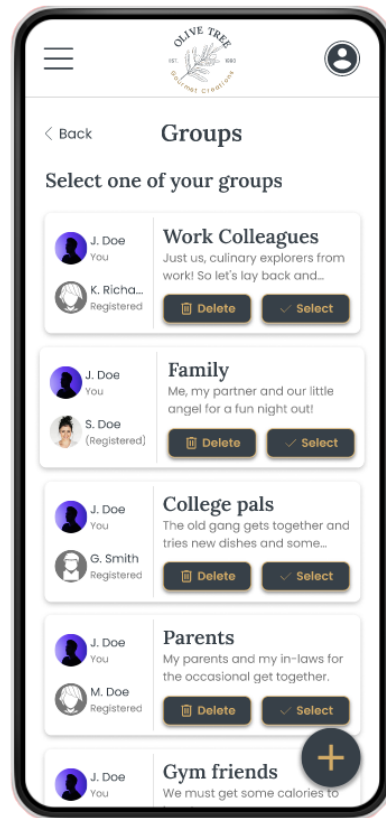 OLIVE TREE
EST. 1980
Gourmet Creations
Back
Groups
Select one of your groups
J. Doe
You
K. Richa...
Registered
Work Colleagues
Just us, culinary explorers from
work! So let's lay back and...
Delete
Select
J. Doe
You
S. Doe
(Registered)
Family
Me, my partner and our little
angel for a fun night out!
Delete
Select
J. Doe
You
G. Smith
Registered
College pals
The old gang gets together and
tries new dishes and some...
Delete
Select
J. Doe
You
M. Doe
Registered
Parents
My parents and my in-laws for
the occasional get together.
Delete
Select
J. Doe
You
Gym friends
We must get some calories to